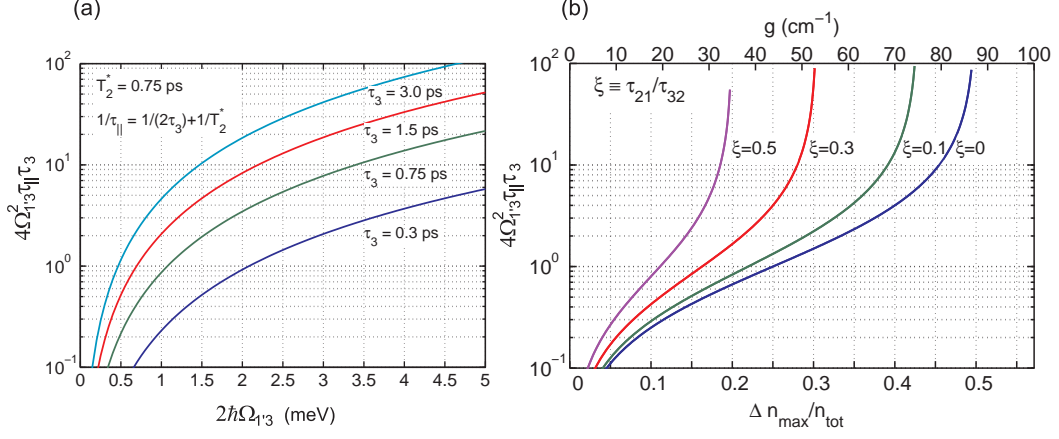 (a)
10²
10¹
10⁰
10⁻¹
4Ω²₁'₃τ||τ₃
T₂* = 0.75 ps
1/τ|| = 1/(2τ₃)+1/T₂*
τ₃ = 3.0 ps
τ₃ = 1.5 ps
τ₃ = 0.75 ps
τ₃ = 0.3 ps
0 0.5 1 1.5 2 2.5 3 3.5 4 4.5 5
2ħΩ₁'₃ (meV)
(b)
g (cm⁻¹)
0 10 20 30 40 50 60 70 80 90 100
10²
10¹
10⁰
10⁻¹
4Ω²₁'₃τ||τ₃
ξ ≡ τ₂₁/τ₃₂
ξ=0.5
ξ=0.3
ξ=0.1
ξ=0
0 0.1 0.2 0.3 0.4 0.5
Δ n_max/n_tot